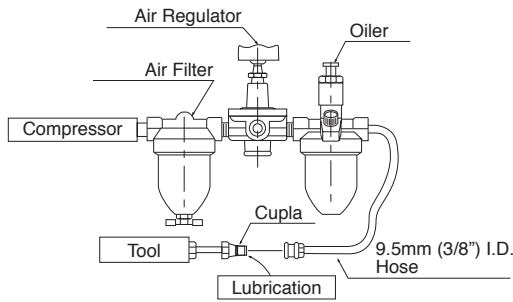 Air Regulator
Oiler
Air Filter
Compressor
Cupla
Tool
9.5mm (3/8”) I.D.
Hose
Lubrication